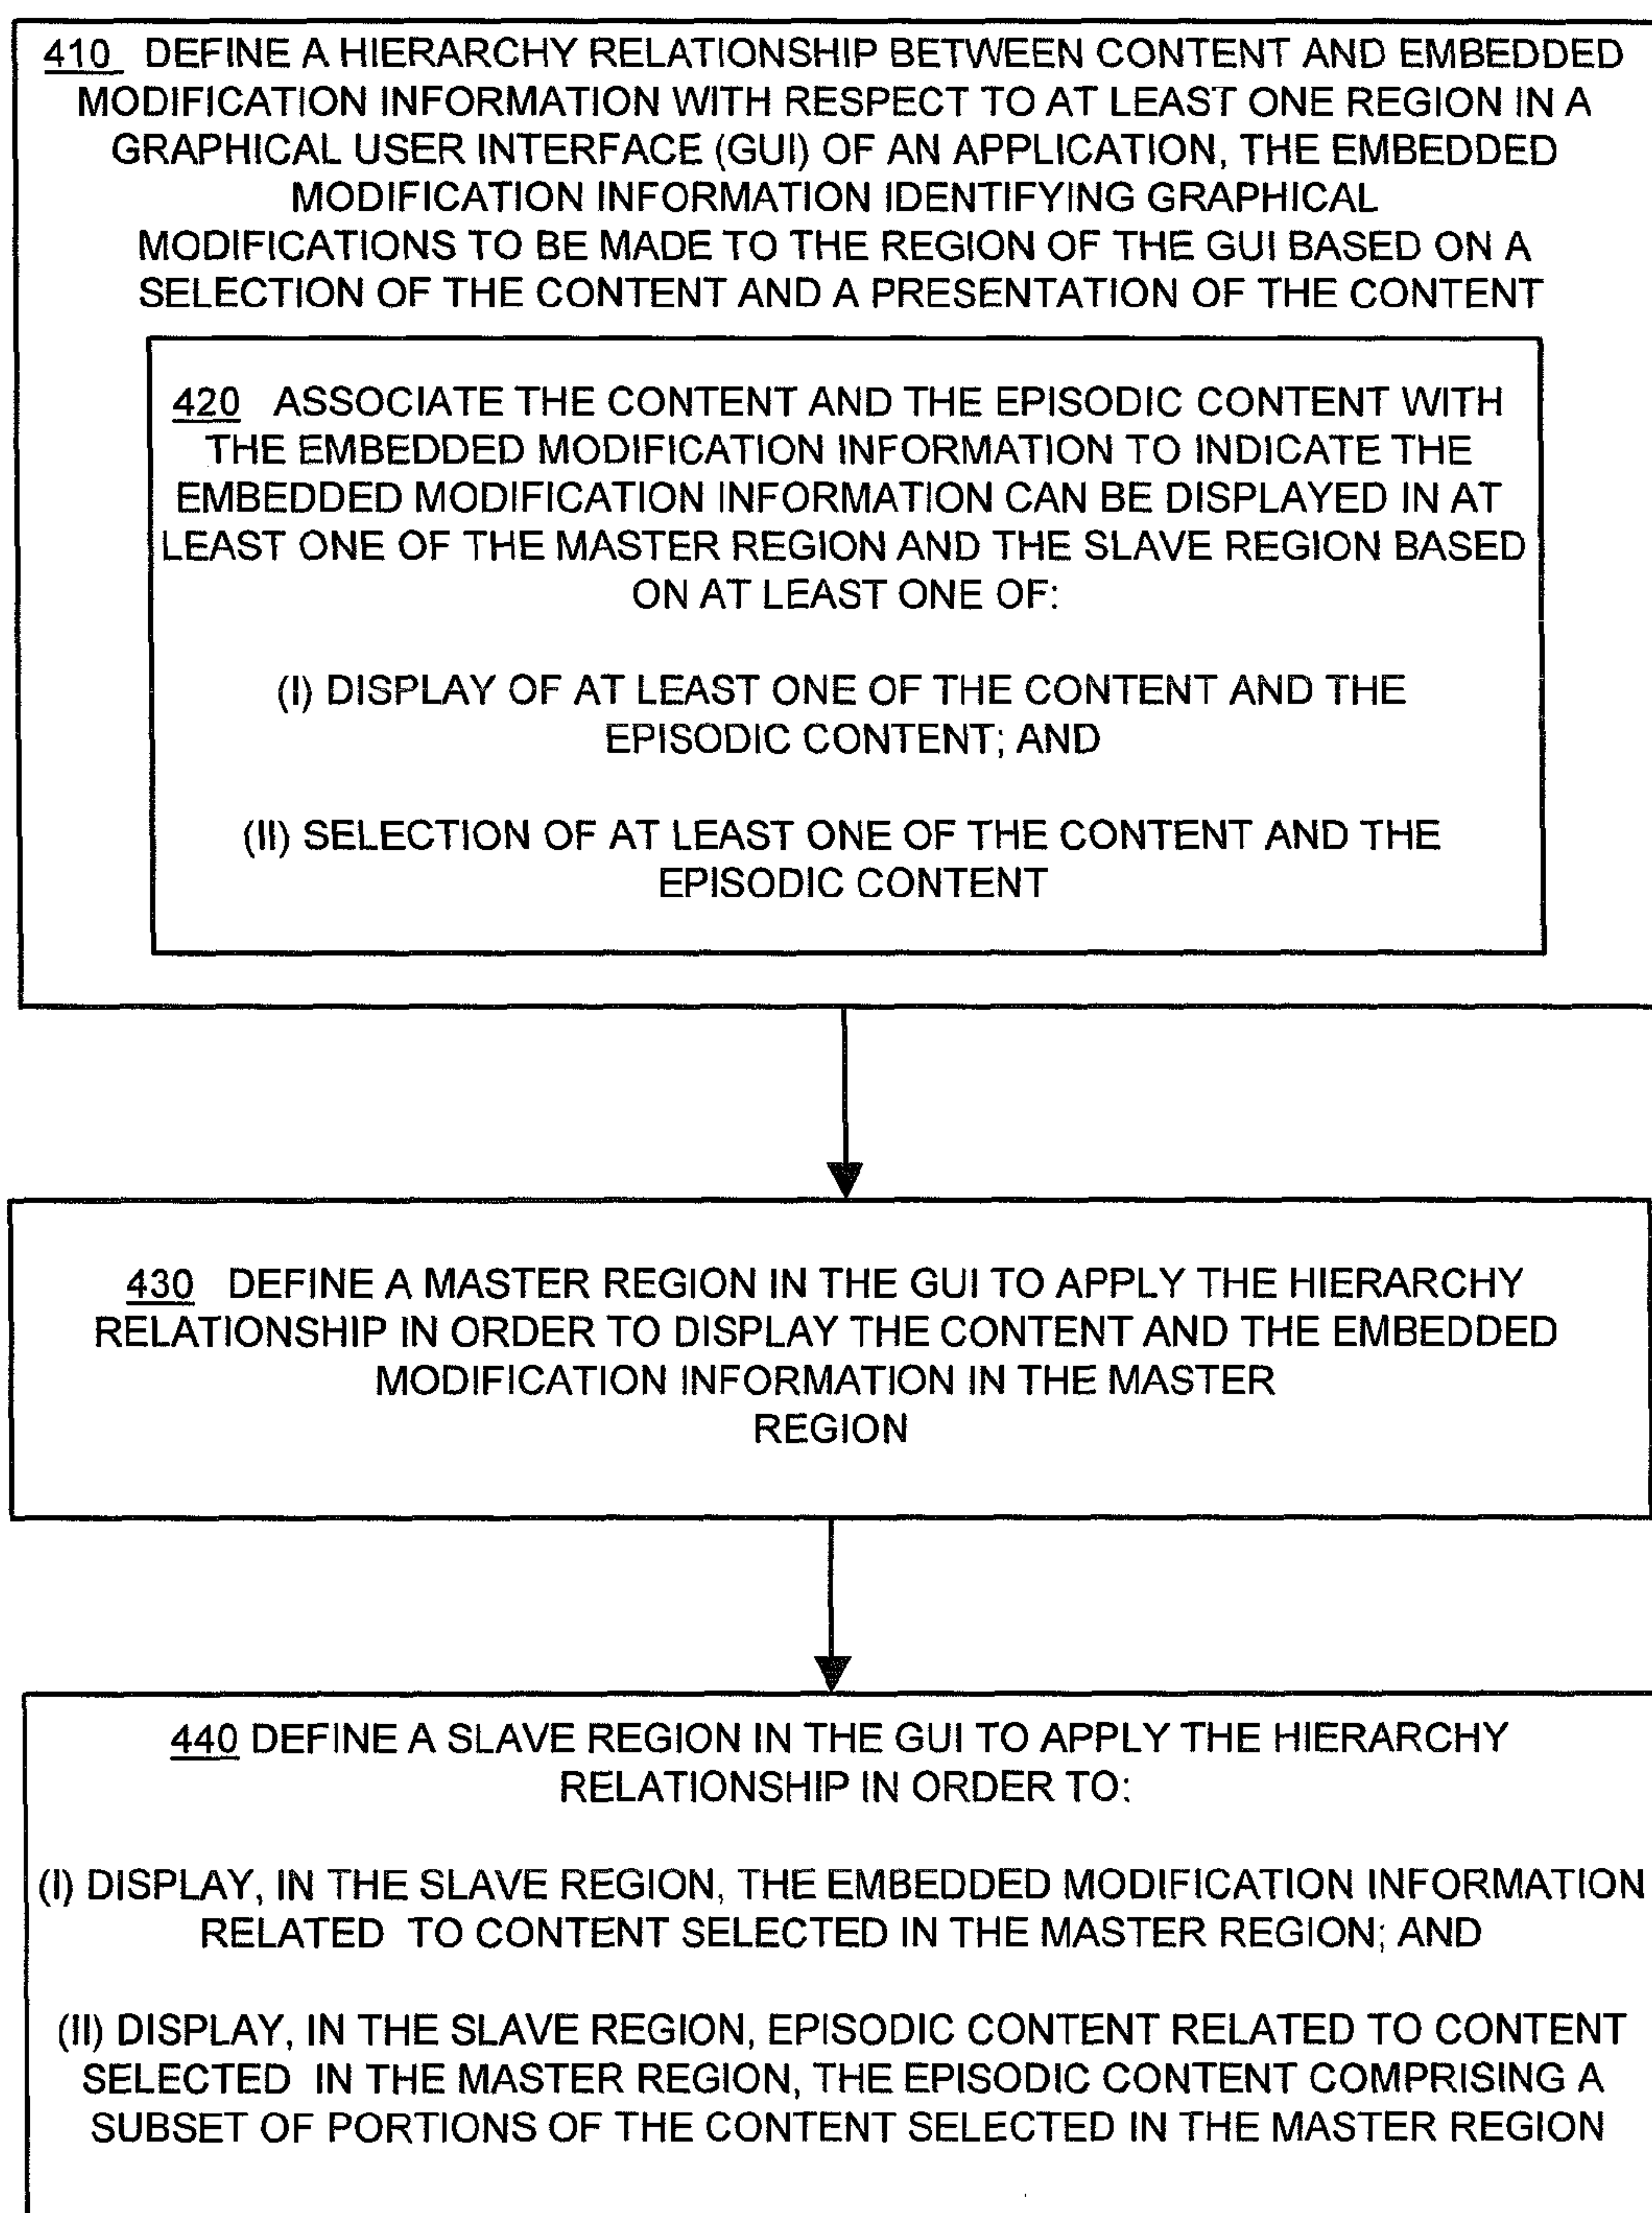 410 DEFINE A HIERARCHY RELATIONSHIP BETWEEN CONTENT AND EMBEDDED
MODIFICATION INFORMATION WITH RESPECT TO AT LEAST ONE REGION IN A
GRAPHICAL USER INTERFACE (GUI) OF AN APPLICATION, THE EMBEDDED
MODIFICATION INFORMATION IDENTIFYING GRAPHICAL
MODIFICATIONS TO BE MADE TO THE REGION OF THE GUI BASED ON A
SELECTION OF THE CONTENT AND A PRESENTATION OF THE CONTENT
420 ASSOCIATE THE CONTENT AND THE EPISODIC CONTENT WITH
THE EMBEDDED MODIFICATION INFORMATION TO INDICATE THE
EMBEDDED MODIFICATION INFORMATION CAN BE DISPLAYED IN AT
LEAST ONE OF THE MASTER REGION AND THE SLAVE REGION BASED
ON AT LEAST ONE OF:
(I) DISPLAY OF AT LEAST ONE OF THE CONTENT AND THE
EPISODIC CONTENT; AND
(II) SELECTION OF AT LEAST ONE OF THE CONTENT AND THE
EPISODIC CONTENT
430 DEFINE A MASTER REGION IN THE GUI TO APPLY THE HIERARCHY
RELATIONSHIP IN ORDER TO DISPLAY THE CONTENT AND THE EMBEDDED
MODIFICATION INFORMATION IN THE MASTER
REGION
440 DEFINE A SLAVE REGION IN THE GUI TO APPLY THE HIERARCHY
RELATIONSHIP IN ORDER TO:
(I) DISPLAY, IN THE SLAVE REGION, THE EMBEDDED MODIFICATION INFORMATION
RELATED TO CONTENT SELECTED IN THE MASTER REGION; AND
(II) DISPLAY, IN THE SLAVE REGION, EPISODIC CONTENT RELATED TO CONTENT
SELECTED IN THE MASTER REGION, THE EPISODIC CONTENT COMPRISING A
SUBSET OF PORTIONS OF THE CONTENT SELECTED IN THE MASTER REGION